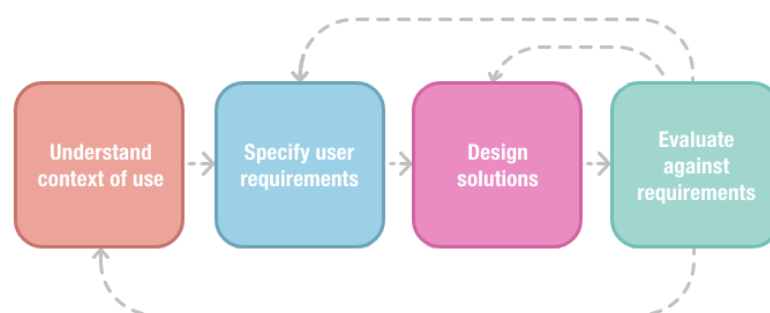 Understand
context of use
Specify user
requirements
Design
solutions
Evaluate
against
requirements